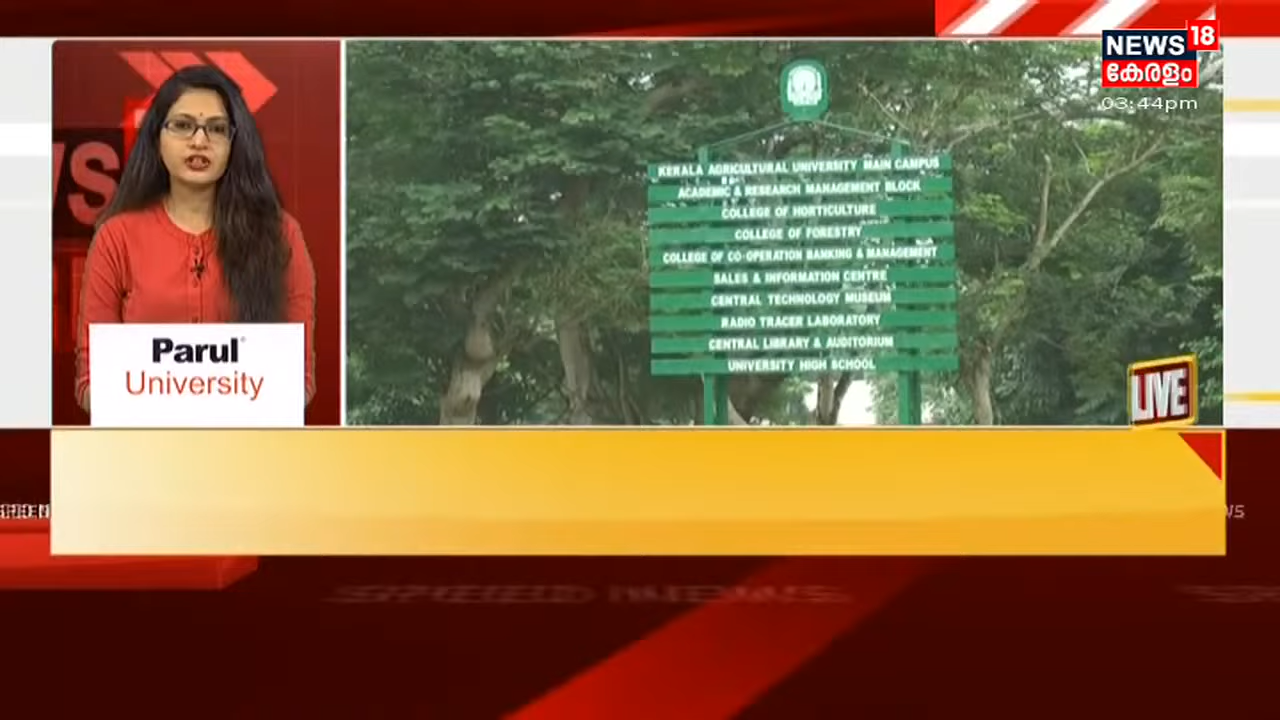 NEWS 18
കേരളം
03:44pm
KERALA AGRICULTURAL UNIVERSITY MAIN CAMPUS
ACADEMIC & RESEARCH MANAGEMENT BLOCK
COLLEGE OF HORTICULTURE
COLLEGE OF FORESTRY
COLLEGE OF CO-OPERATION BANKING & MANAGEMENT
SALES & INFORMATION CENTRE
CENTRAL TECHNOLOGY MUSEUM
RADIO TRACER LABORATORY
CENTRAL LIBRARY & AUDITORIUM
UNIVERSITY HIGH SCHOOL
Parul
University
LIVE
SPEED NEWS